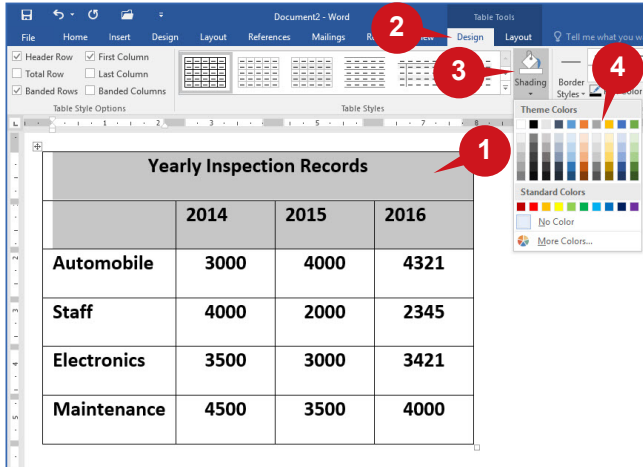 Document2 - Word
Table Tools
File Home Insert Design Layout References Mailings Design Layout Tell me what you w
2
Header Row First Column
Total Row Last Column
Banded Rows Banded Columns
Table Style Options
Table Styles
3
Shading
Border
Styles
4
Theme Colors
Standard Colors
No Color
More Colors...
1
Yearly Inspection Records
2014 2015 2016
Automobile 3000 4000 4321
Staff 4000 2000 2345
Electronics 3500 3000 3421
Maintenance 4500 3500 4000